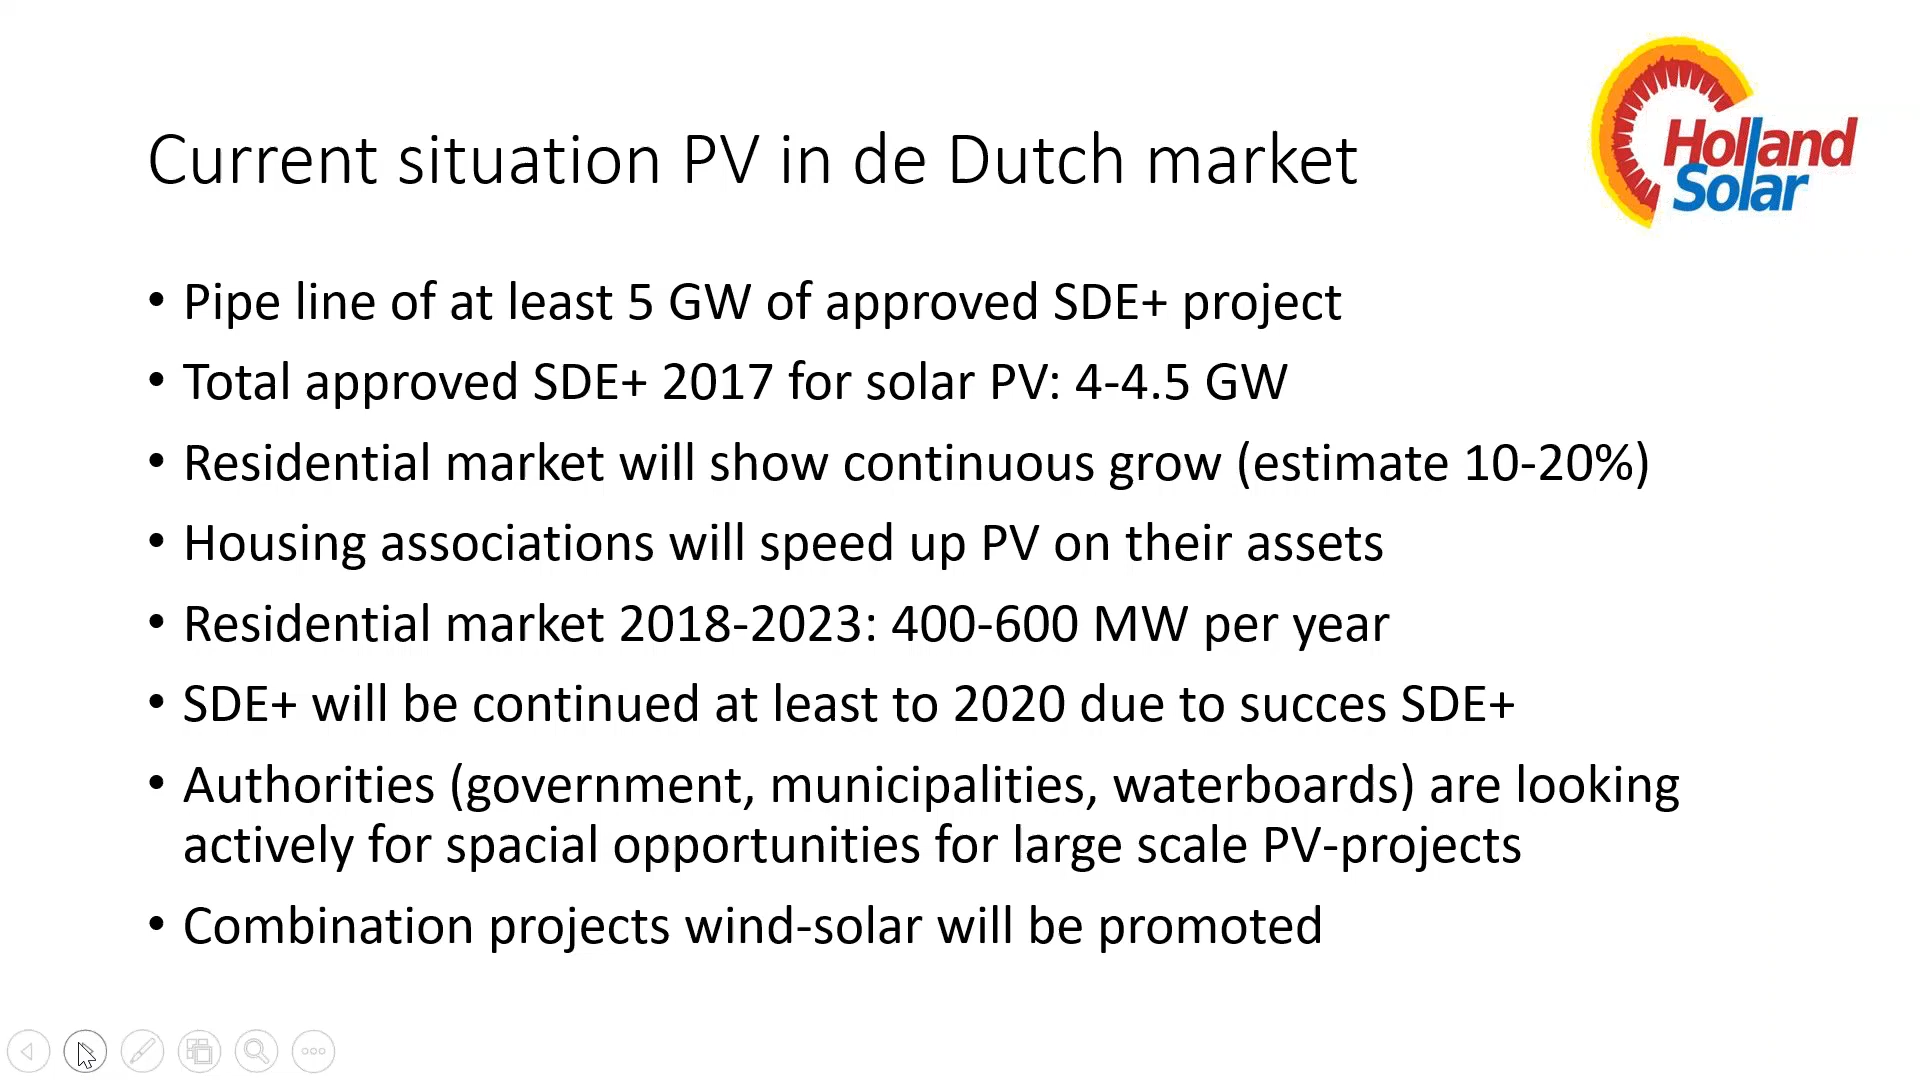 Holland
Solar
Current situation PV in de Dutch market
• Pipe line of at least 5 GW of approved SDE+ project
• Total approved SDE+ 2017 for solar PV: 4-4.5 GW
• Residential market will show continuous grow (estimate 10-20%)
• Housing associations will speed up PV on their assets
• Residential market 2018-2023: 400-600 MW per year
• SDE+ will be continued at least to 2020 due to succes SDE+
• Authorities (government, municipalities, waterboards) are looking
actively for spacial opportunities for large scale PV-projects
• Combination projects wind-solar will be promoted